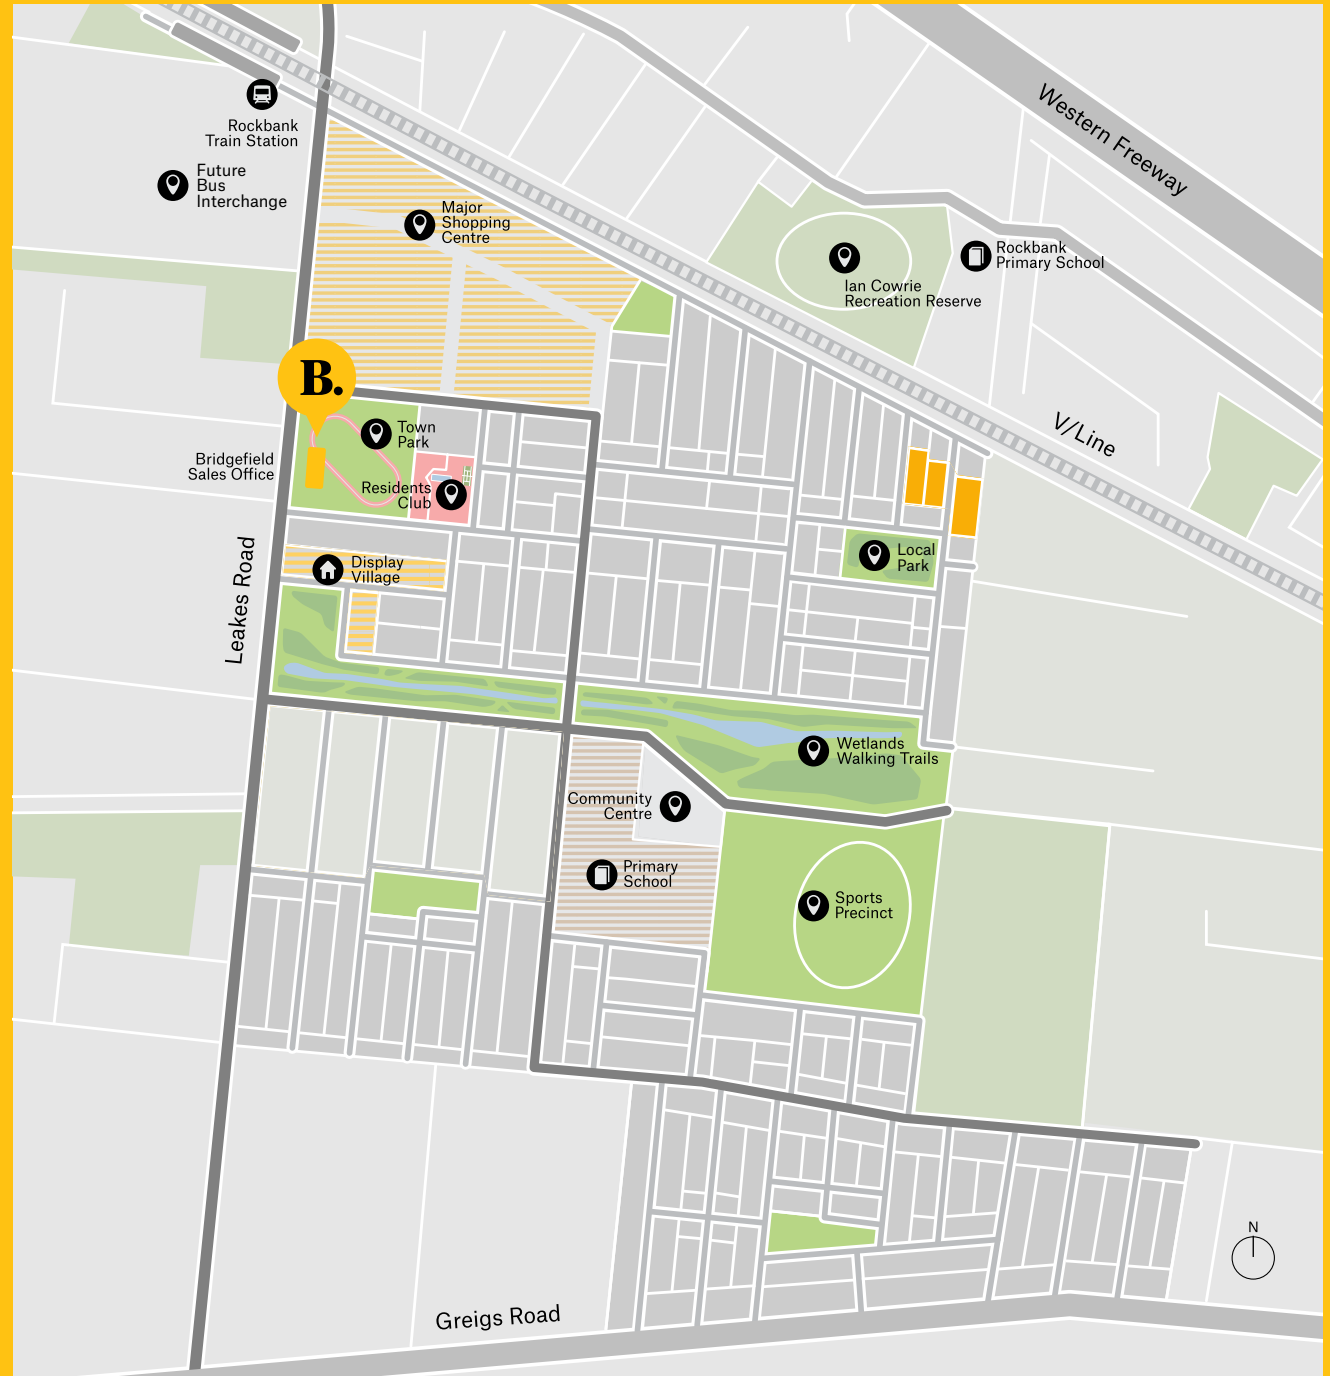 Western Freeway
Rockbank
Train Station
Future
Bus
Interchange
Major
Shopping
Centre
Rockbank
Primary School
Ian Cowrie
Recreation Reserve
B.
V/Line
Town
Park
Bridgefield
Sales Office
Residents
Club
Local
Park
Display
Village
Leakes Road
Wetlands
Walking Trails
Community
Centre
Primary
School
Sports
Precinct
N
Greigs Road